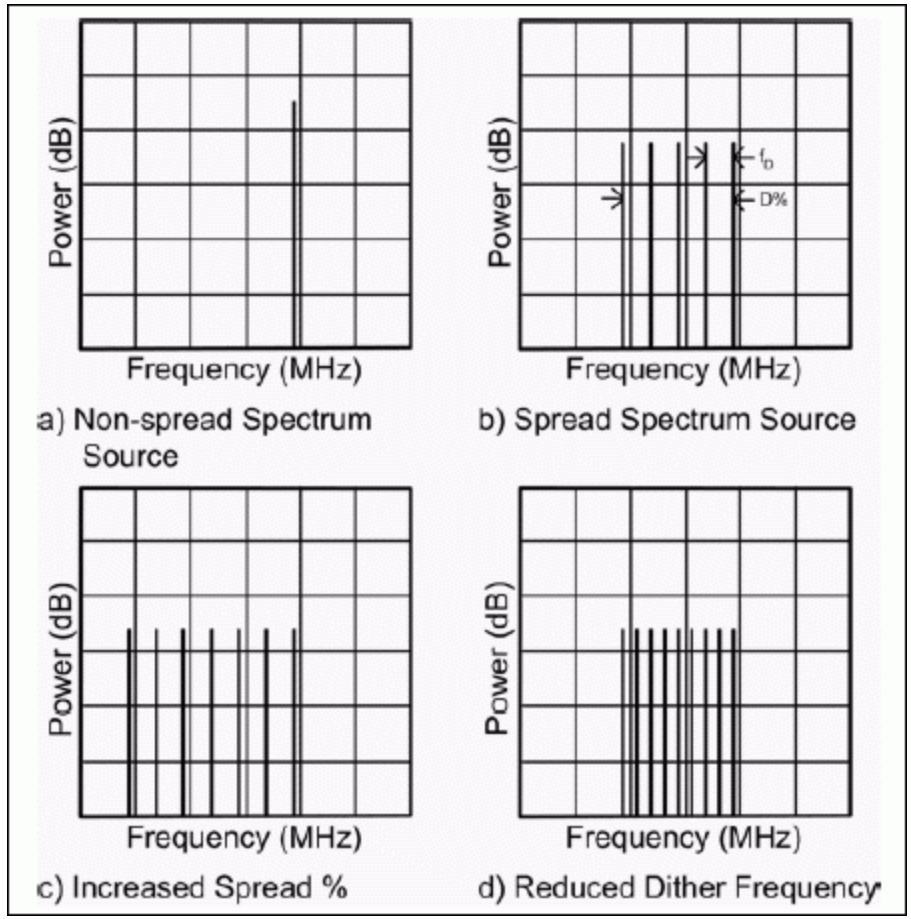 Power (dB)
Frequency (MHz)
a) Non-spread Spectrum
Source
Power (dB)
f_D
D%
Frequency (MHz)
b) Spread Spectrum Source
Power (dB)
Frequency (MHz)
c) Increased Spread %
Power (dB)
Frequency (MHz)
d) Reduced Dither Frequency